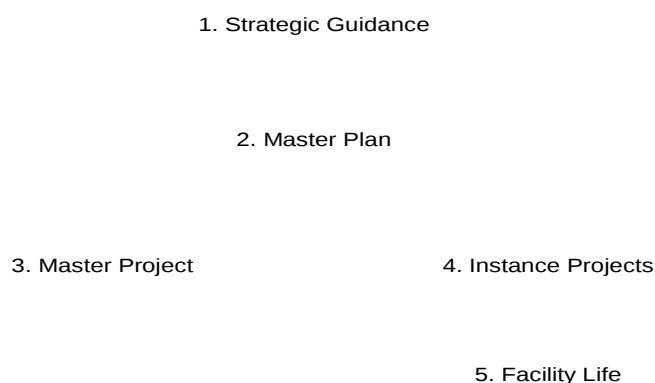 1. Strategic Guidance
2. Master Plan
3. Master Project
4. Instance Projects
5. Facility Life